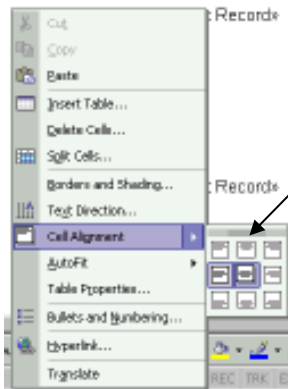 t Record»
Cut
Copy
Paste
Insert Table...
Delete Cells...
Split Cells...
Borders and Shading...
t Record»
Text Direction...
Cell Alignment
AutoFit
Table Properties...
Bullets and Numbering...
Hyperlink...
Translate
REC TRK E